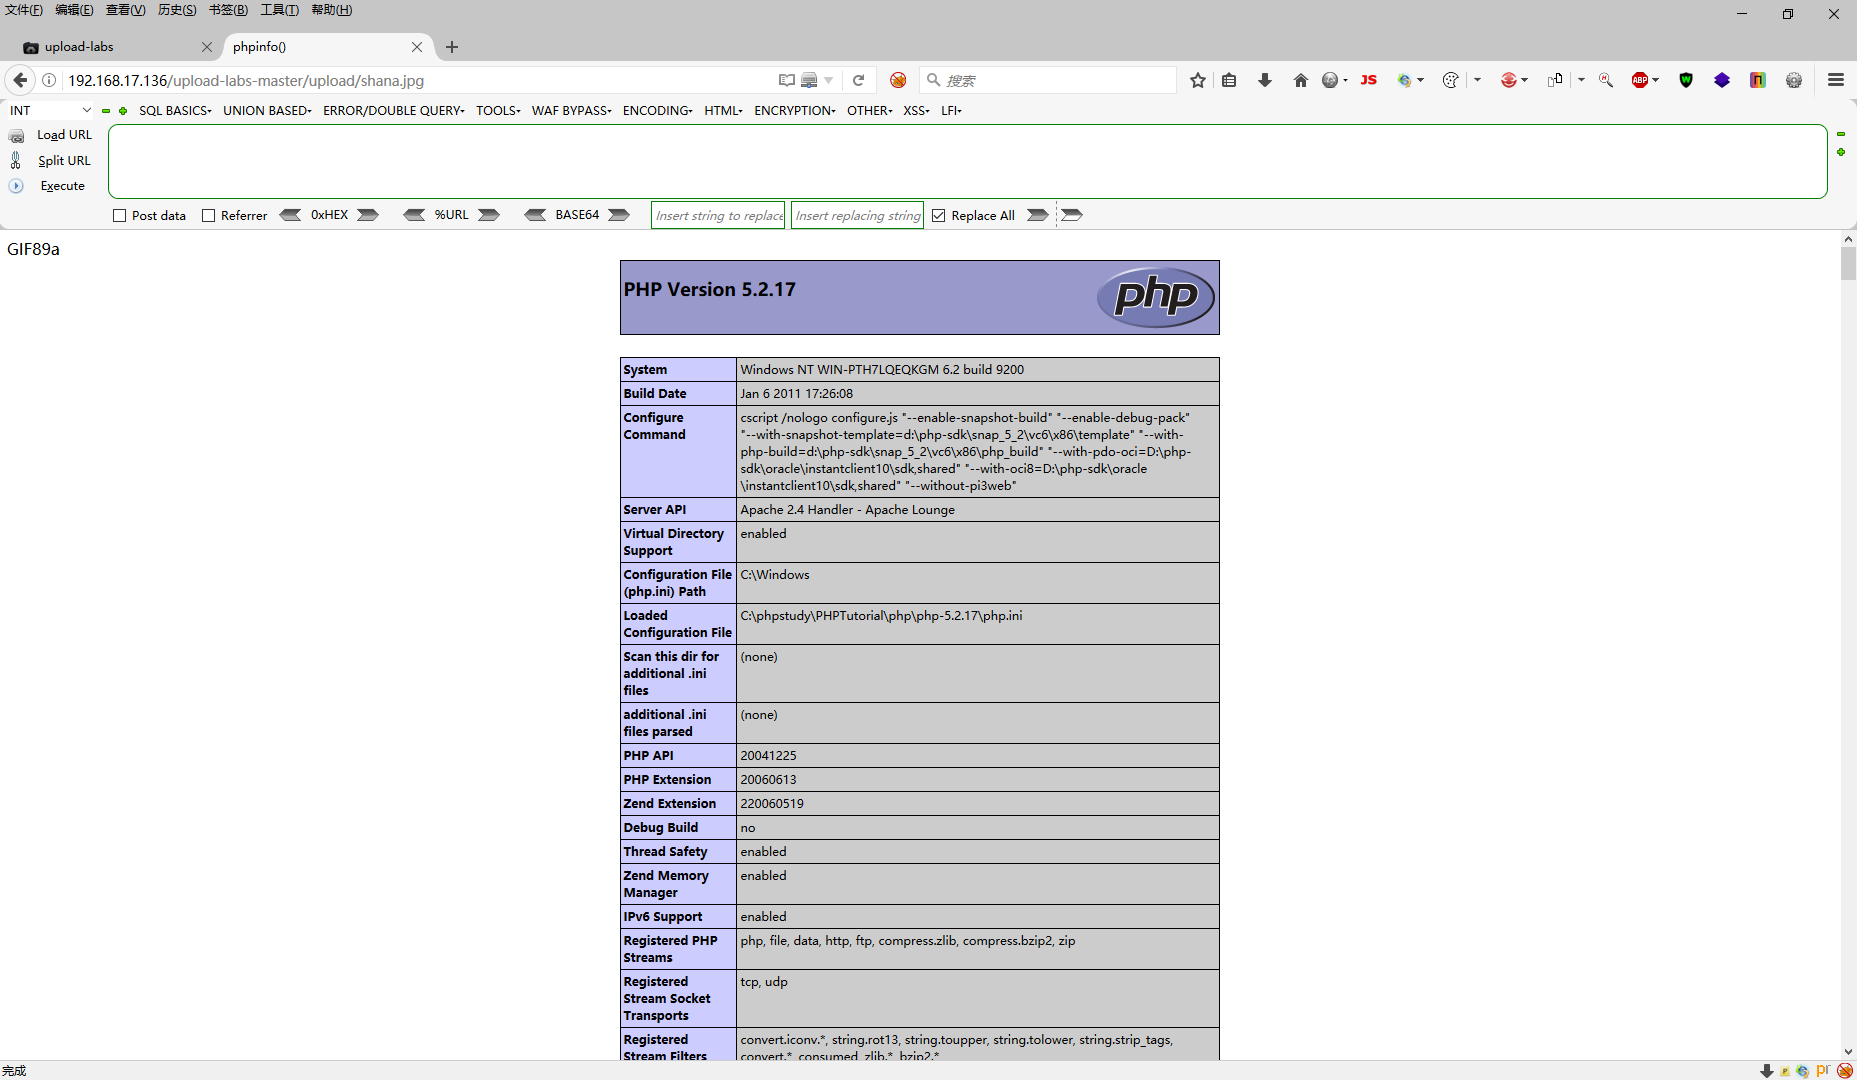 文件(F) 编辑(E) 查看(V) 历史(S) 书签(B) 工具(T) 帮助(H)
upload-labs
phpinfo()
192.168.17.136/upload-labs-master/upload/shana.jpg
搜索
JS
ABP
INT
SQL BASICS UNION BASED ERROR/DOUBLE QUERY TOOLS WAF BYPASS ENCODING HTML ENCRYPTION OTHER XSS LFI
Load URL
Split URL
Execute
Post data Referrer 0xHEX %URL BASE64 Insert string to replace Insert replacing string Replace All
GIF89a
PHP Version 5.2.17
php
System Windows NT WIN-PTH7LQEQKGM 6.2 build 9200
Build Date Jan 6 2011 17:26:08
Configure Command
cscript /nologo configure.js "--enable-snapshot-build" "--enable-debug-pack"
"--with-snapshot-template=d:\php-sdk\snap_5_2\vc6\x86\template" "--with-
php-build=d:\php-sdk\snap_5_2\vc6\x86\php_build" "--with-pdo-oci=D:\php-
sdk\oracle\instantclient10\sdk,shared" "--with-oci8=D:\php-sdk\oracle
\instantclient10\sdk,shared" "--without-pi3web"
Server API Apache 2.4 Handler - Apache Lounge
Virtual Directory
Support
enabled
Configuration File
(php.ini) Path
C:\Windows
Loaded
Configuration File
C:\phpstudy\PHPTutorial\php\php-5.2.17\php.ini
Scan this dir for
additional .ini
files
(none)
additional .ini
files parsed
(none)
PHP API 20041225
PHP Extension 20060613
Zend Extension 220060519
Debug Build no
Thread Safety enabled
Zend Memory
Manager
enabled
IPv6 Support enabled
Registered PHP
Streams
php, file, data, http, ftp, compress.zlib, compress.bzip2, zip
Registered
Stream Socket
Transports
tcp, udp
Registered
Stream Filters
convert.iconv.*, string.rot13, string.toupper, string.tolower, string.strip_tags,
convert.*, consumed, zlib.*, bzip2.*
完成
pr